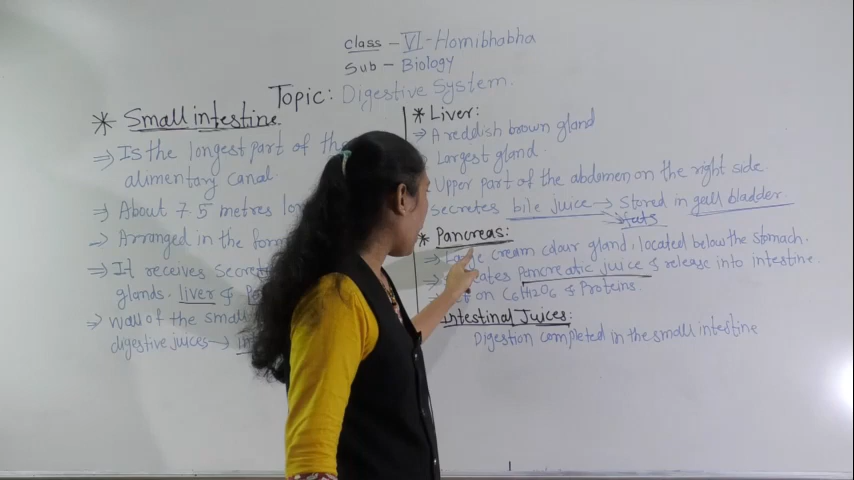 class - VI - Homibhabha
Sub - Biology
Topic: Digestive System.
* Small intestine
⇒ Is the longest part of the
alimentary canal.
⇒ About 7.5 metres
→ Arranged in the form
⇒ It receives
glands. liver &
⇒ Wall of the small
digestive juices →
* Liver:
⇒ A reddish brown gland
Largest gland.
Upper part of the abdomen on the right side
secretes bile juice → Stored in gall bladder.
→ fats
* Pancreas:
⇒ Large cream colour gland, located below the stomach.
⇒ pancreatic juice & release into intestine.
on C6H12O6 & Proteins.
Intestinal Juices:
Digestion completed in the small intestine